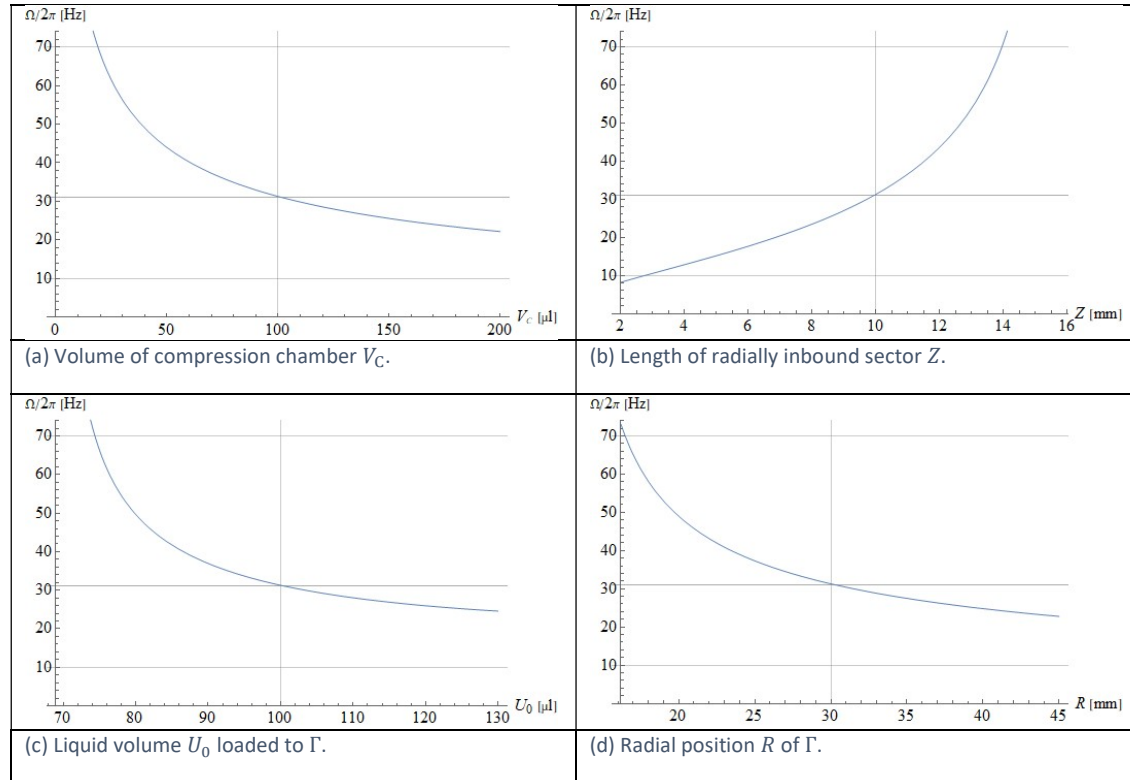 Ω/2π [Hz]
70
60
50
40
30
20
10
0 50 100 150 200
V_C [μl]
(a) Volume of compression chamber V_C.
Ω/2π [Hz]
70
60
50
40
30
20
10
2 4 6 8 10 12 14 16
Z [mm]
(b) Length of radially inbound sector Z.
Ω/2π [Hz]
70
60
50
40
30
20
10
70 80 90 100 110 120 130
U₀ [μl]
(c) Liquid volume U₀ loaded to Γ.
Ω/2π [Hz]
70
60
50
40
30
20
10
0
20 25 30 35 40 45
R [mm]
(d) Radial position R of Γ.